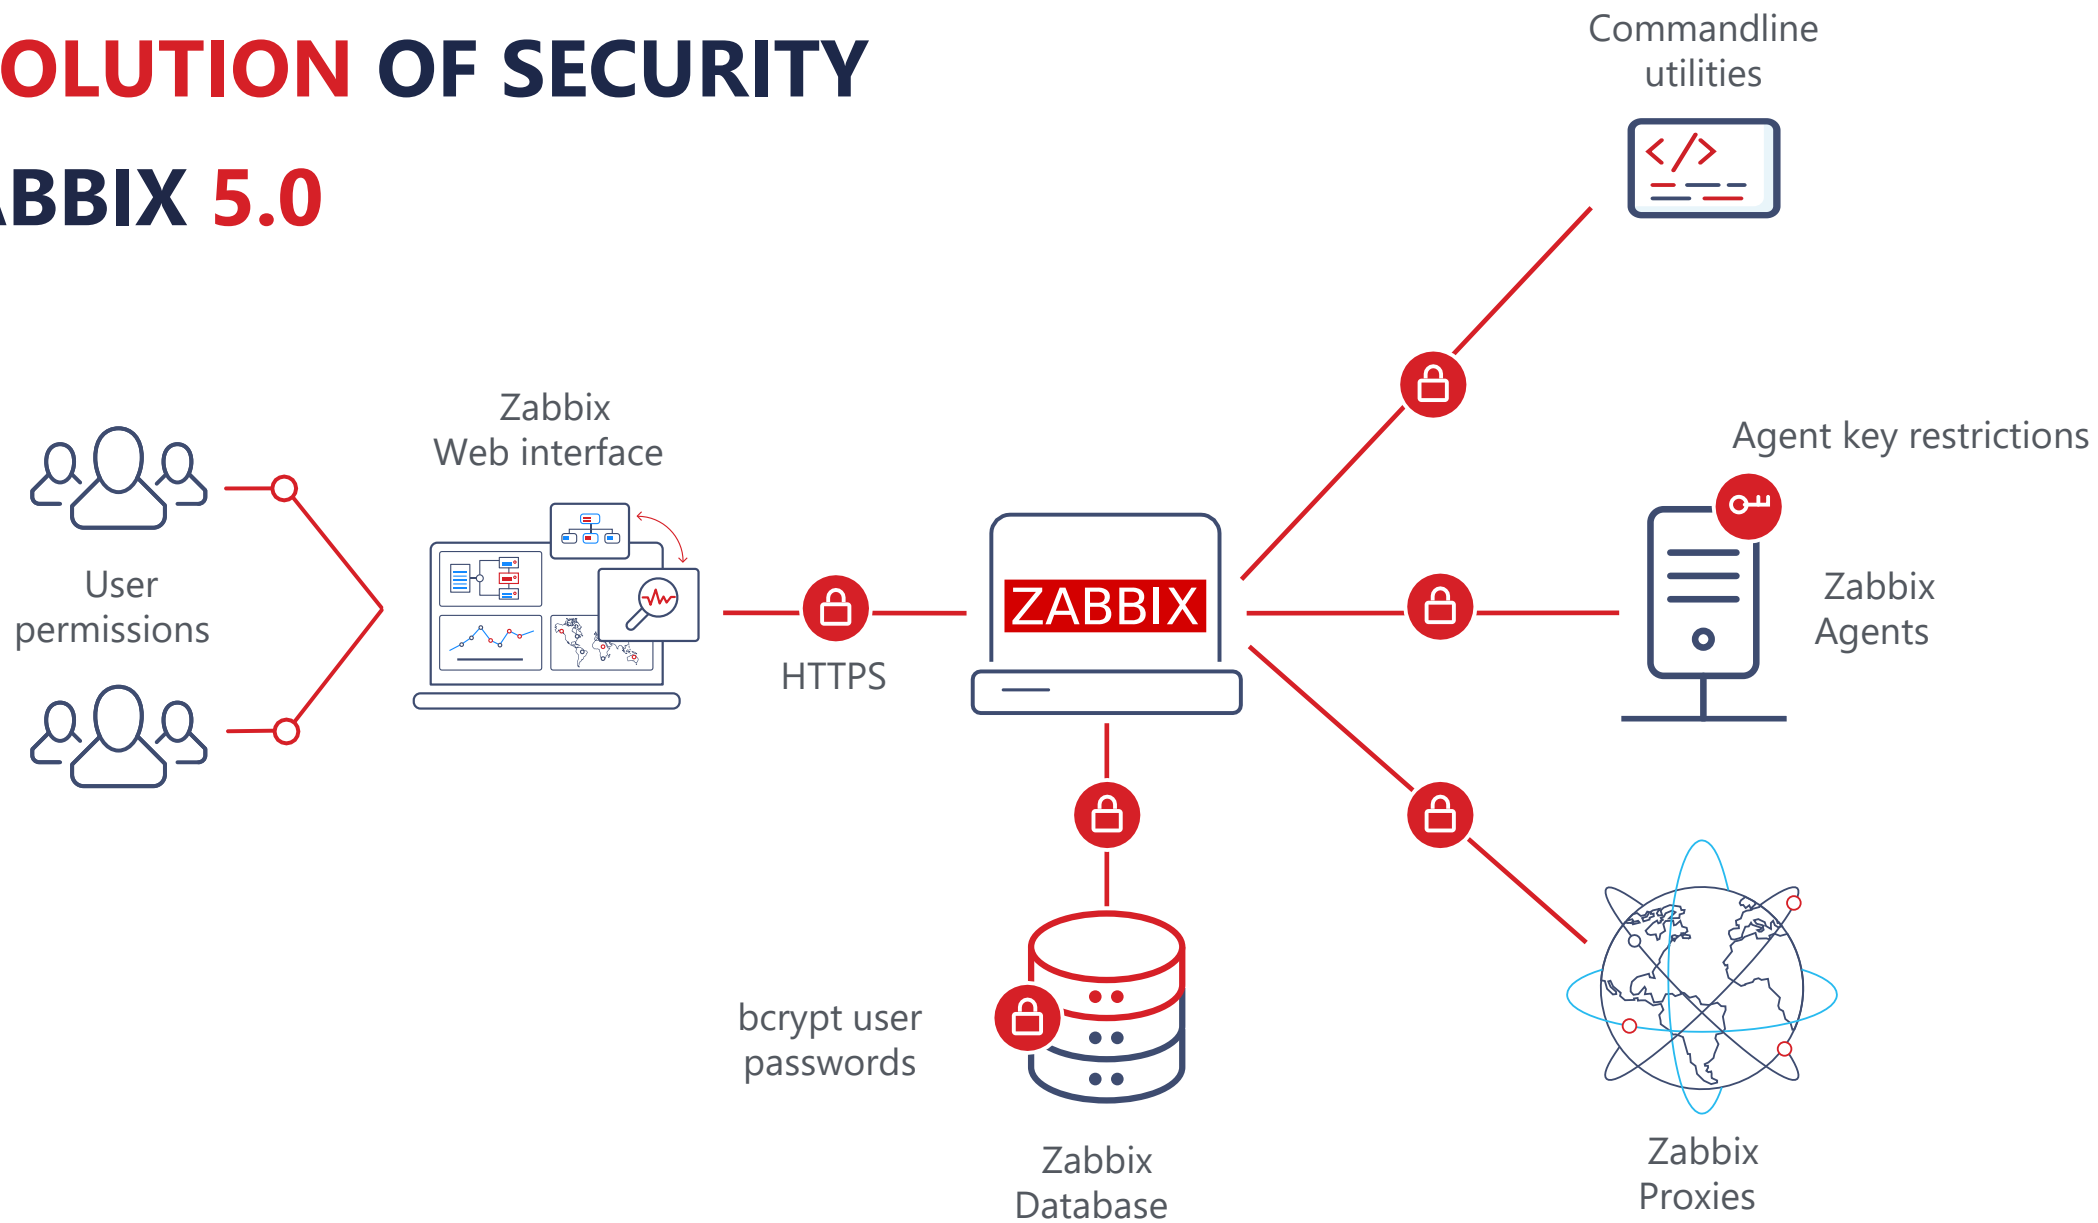 OLUTION OF SECURITY
ABBIX 5.0
Commandline
utilities
Zabbix
Web interface
Agent key restrictions
User
permissions
HTTPS
ZABBIX
Zabbix
Agents
bcrypt user
passwords
Zabbix
Database
Zabbix
Proxies